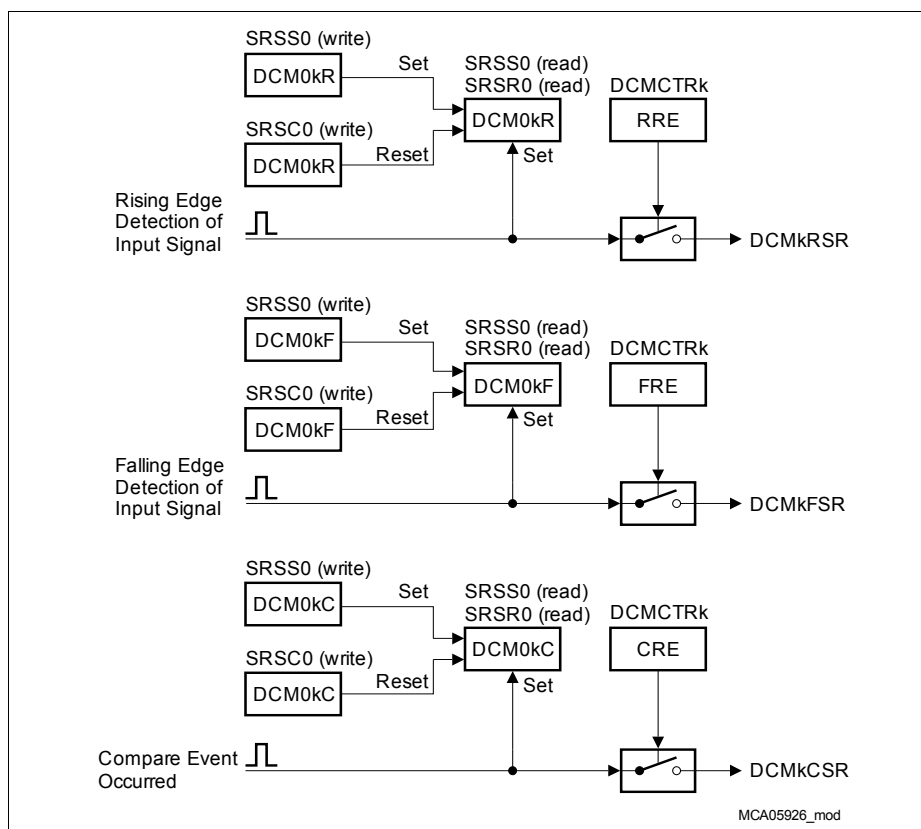 SRSS0 (write)
DCM0kR
Set
SRSS0 (read)
SRSR0 (read)
DCM0kR
DCMCTRk
RRE
SRSC0 (write)
DCM0kR
Reset
Set
Rising Edge
Detection of
Input Signal
DCMkRSR
SRSS0 (write)
DCM0kF
Set
SRSS0 (read)
SRSR0 (read)
DCM0kF
DCMCTRk
FRE
SRSC0 (write)
DCM0kF
Reset
Set
Falling Edge
Detection of
Input Signal
DCMkFSR
SRSS0 (write)
DCM0kC
Set
SRSS0 (read)
SRSR0 (read)
DCM0kC
DCMCTRk
CRE
SRSC0 (write)
DCM0kC
Reset
Set
Compare Event
Occurred
DCMkCSR
MCA05926_mod